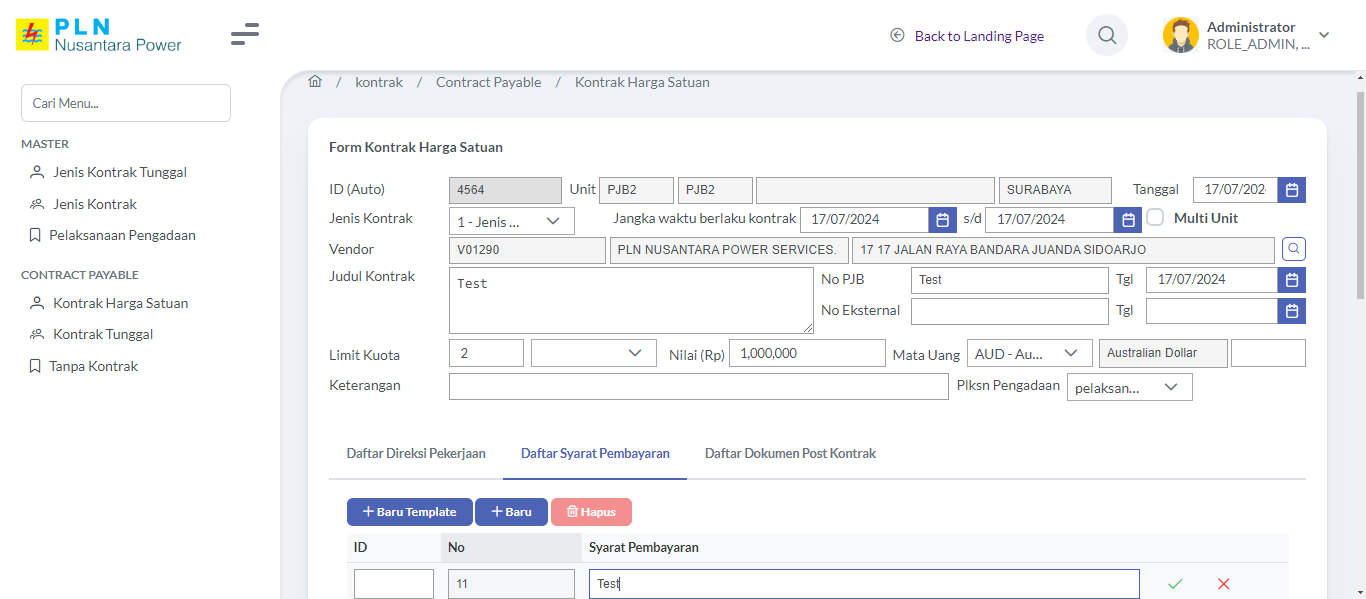 PLN
Nusantara Power
Back to Landing Page
Administrator
ROLE_ADMIN, ...
Cari Menu...
MASTER
Jenis Kontrak Tunggal
Jenis Kontrak
Pelaksanaan Pengadaan
CONTRACT PAYABLE
Kontrak Harga Satuan
Kontrak Tunggal
Tanpa Kontrak
/ kontrak / Contract Payable / Kontrak Harga Satuan
Form Kontrak Harga Satuan
ID (Auto) 4564 Unit PJB2 PJB2 SURABAYA Tanggal 17/07/202
Jenis Kontrak 1 - Jenis ... Jangka waktu berlaku kontrak 17/07/2024 s/d 17/07/2024 Multi Unit
Vendor V01290 PLN NUSANTARA POWER SERVICES. 17 17 JALAN RAYA BANDARA JUANDA SIDOARJO
Judul Kontrak Test No PJB Test Tgl 17/07/2024
No Eksternal Tgl
Limit Kuota 2 Nilai (Rp) 1,000,000 Mata Uang AUD - Au... Australian Dollar
Keterangan Plksn Pengadaan pelaksan...
Daftar Direksi Pekerjaan Daftar Syarat Pembayaran Daftar Dokumen Post Kontrak
+ Baru Template + Baru Hapus
ID No Syarat Pembayaran
11 Test